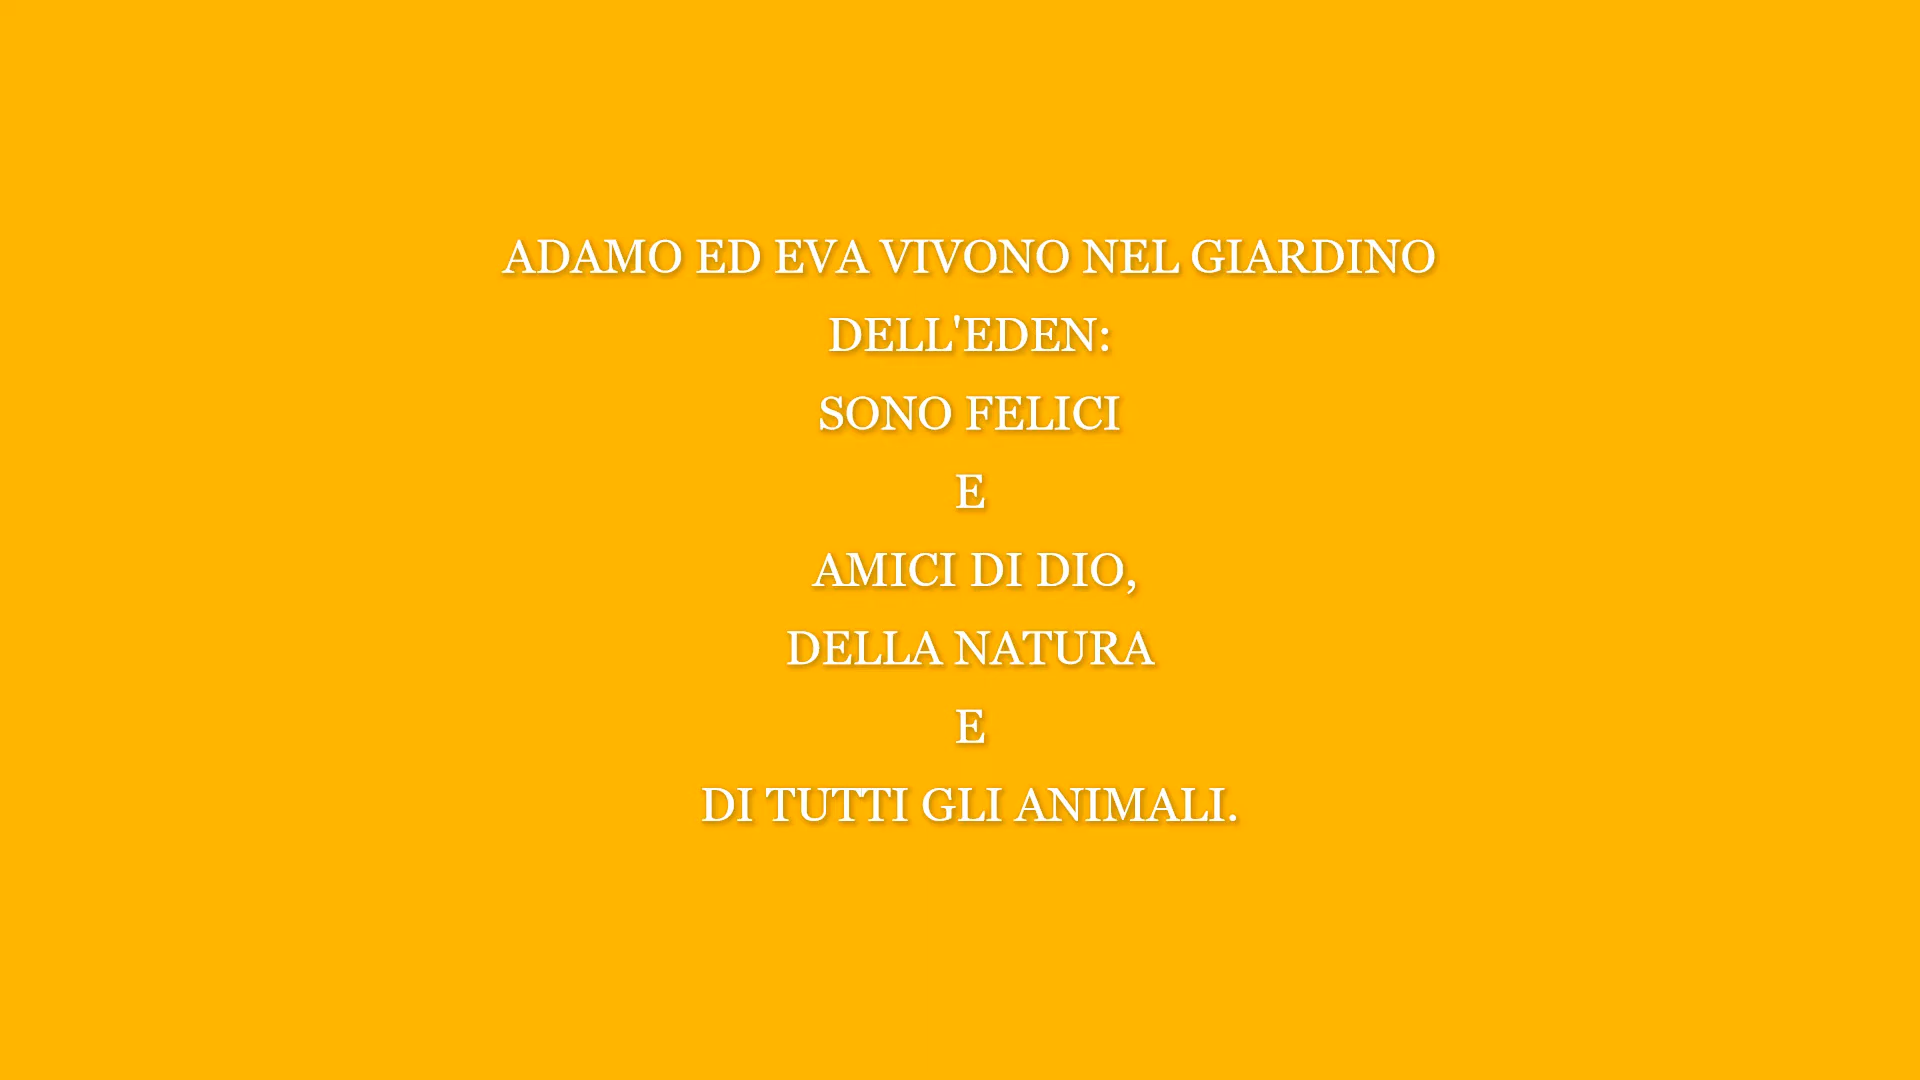 ADAMO ED EVA VIVONO NEL GIARDINO
DELL'EDEN:
SONO FELICI
E
AMICI DI DIO,
DELLA NATURA
E
DI TUTTI GLI ANIMALI.